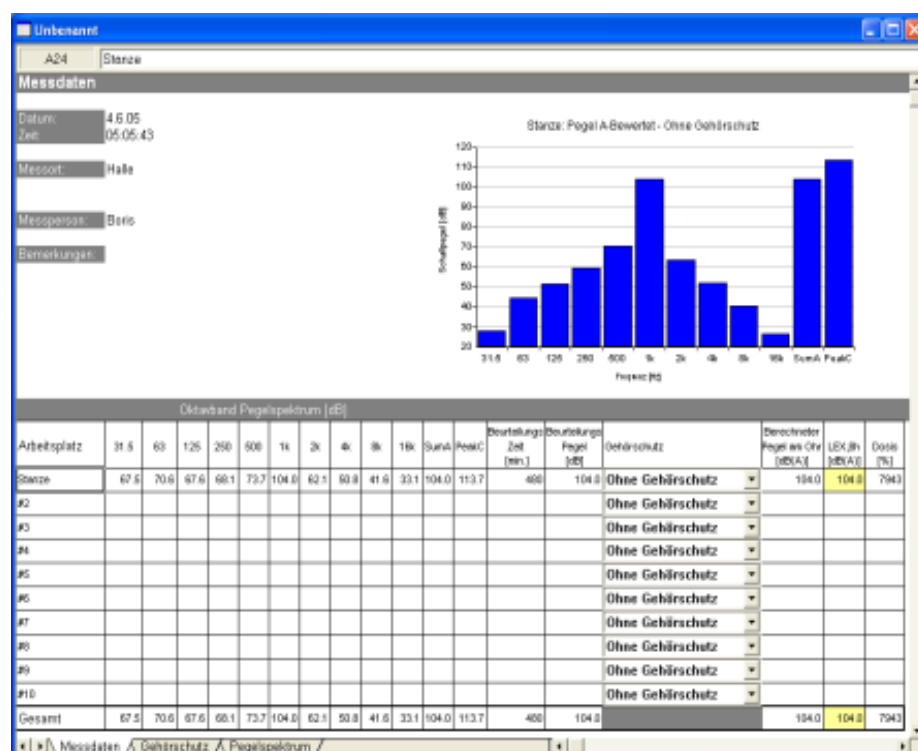 Unbenannt
A24 Stanze
Messdaten
Datum: 4.6.05
Zeit: 05:05:43
Messort: Halle
Messperson: Boris
Bemerkungen:
Stanze: Pegel A-Bewertet - Ohne Gehörschutz
Schallpegel [dB]
120
110
100
90
80
70
60
50
40
30
20
31.5 63 125 250 500 1k 2k 4k 8k 16k SumA PeakC
Frequenz [Hz]
Oktavband Pegelspektrum [dB]
Arbeitsplatz 31.5 63 125 250 500 1k 2k 4k 8k 16k SumA PeakC Beurteilungs Zeit [min.] Beurteilungs Pegel [dB] Gehörschutz Berechneter Pegel am Ohr [dB(A)] LEX,8h [dB(A)] Dosis [%]
Stanze 67.5 70.6 67.6 68.1 73.7 104.0 62.1 50.8 41.6 33.1 104.0 113.7 480 104.0 Ohne Gehörschutz 104.0 104.0 7943
#2 Ohne Gehörschutz
#3 Ohne Gehörschutz
#4 Ohne Gehörschutz
#5 Ohne Gehörschutz
#6 Ohne Gehörschutz
#7 Ohne Gehörschutz
#8 Ohne Gehörschutz
#9 Ohne Gehörschutz
#10 Ohne Gehörschutz
Gesamt 67.5 70.6 67.6 68.1 73.7 104.0 62.1 50.8 41.6 33.1 104.0 113.7 480 104.0 104.0 104.0 7943
Messdaten Gehörschutz Pegelspektrum